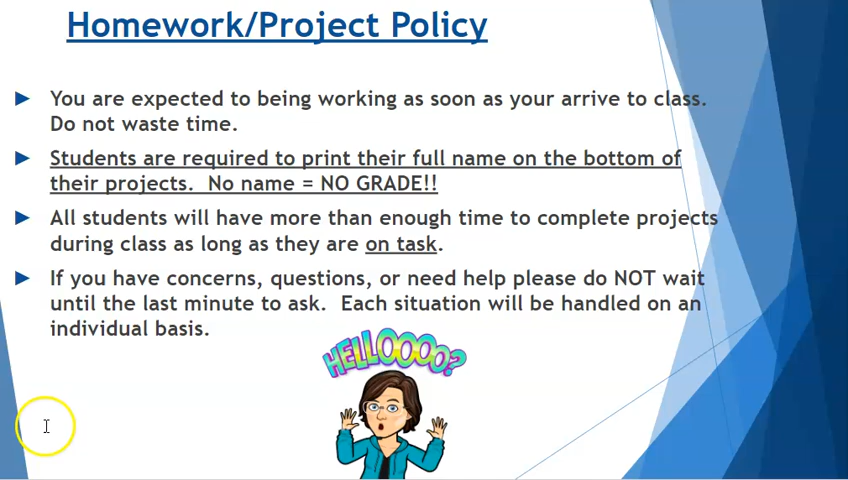 Homework/Project Policy
You are expected to being working as soon as your arrive to class.
Do not waste time.
Students are required to print their full name on the bottom of
their projects.  No name = NO GRADE!!
All students will have more than enough time to complete projects
during class as long as they are on task.
If you have concerns, questions, or need help please do NOT wait
until the last minute to ask.  Each situation will be handled on an
individual basis.
HELLOOOO?